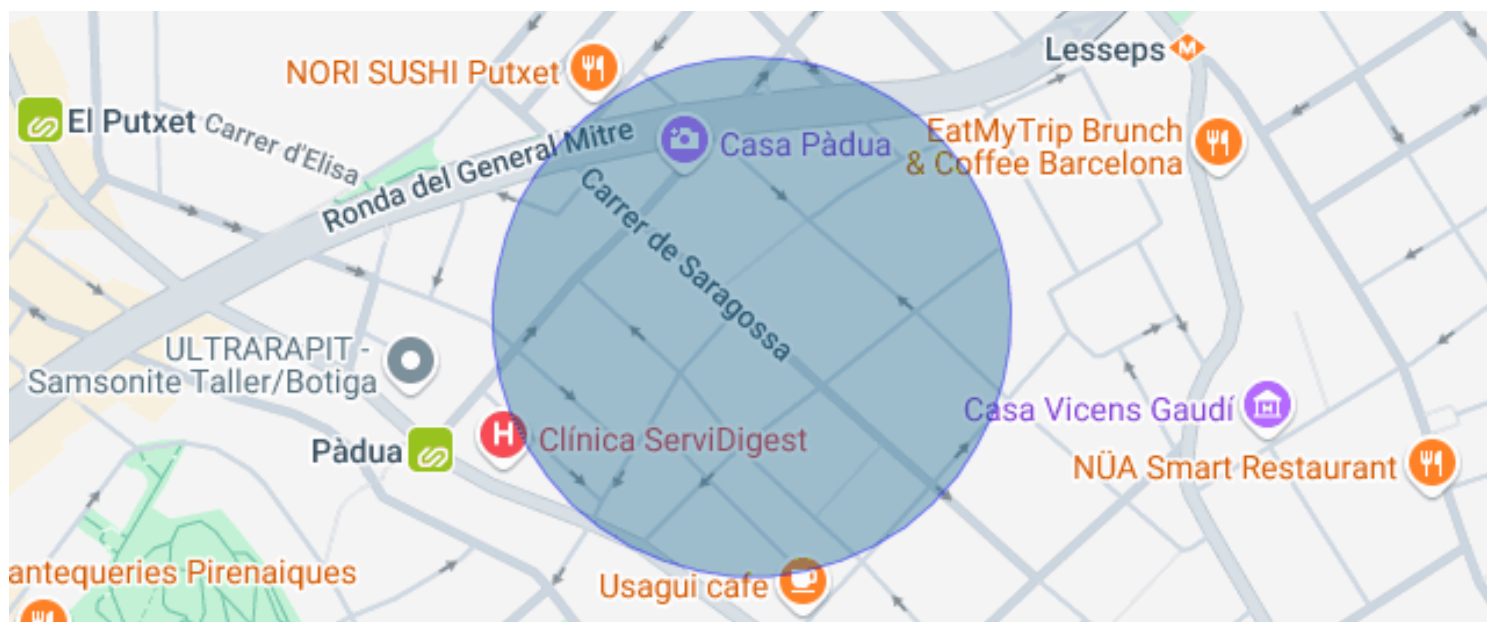 Lesseps
M
NORI SUSHI Putxet
El Putxet
Carrer d'Elisa
Ronda del General Mitre
Casa Pàdua
EatMyTrip Brunch
& Coffee Barcelona
Carrer de Saragossa
ULTRARAPIT -
Samsonite Taller/Botiga
Casa Vicens Gaudí
Pàdua
H
Clínica ServiDigest
NÜA Smart Restaurant
antequeries Pirenaiques
Usagui cafe